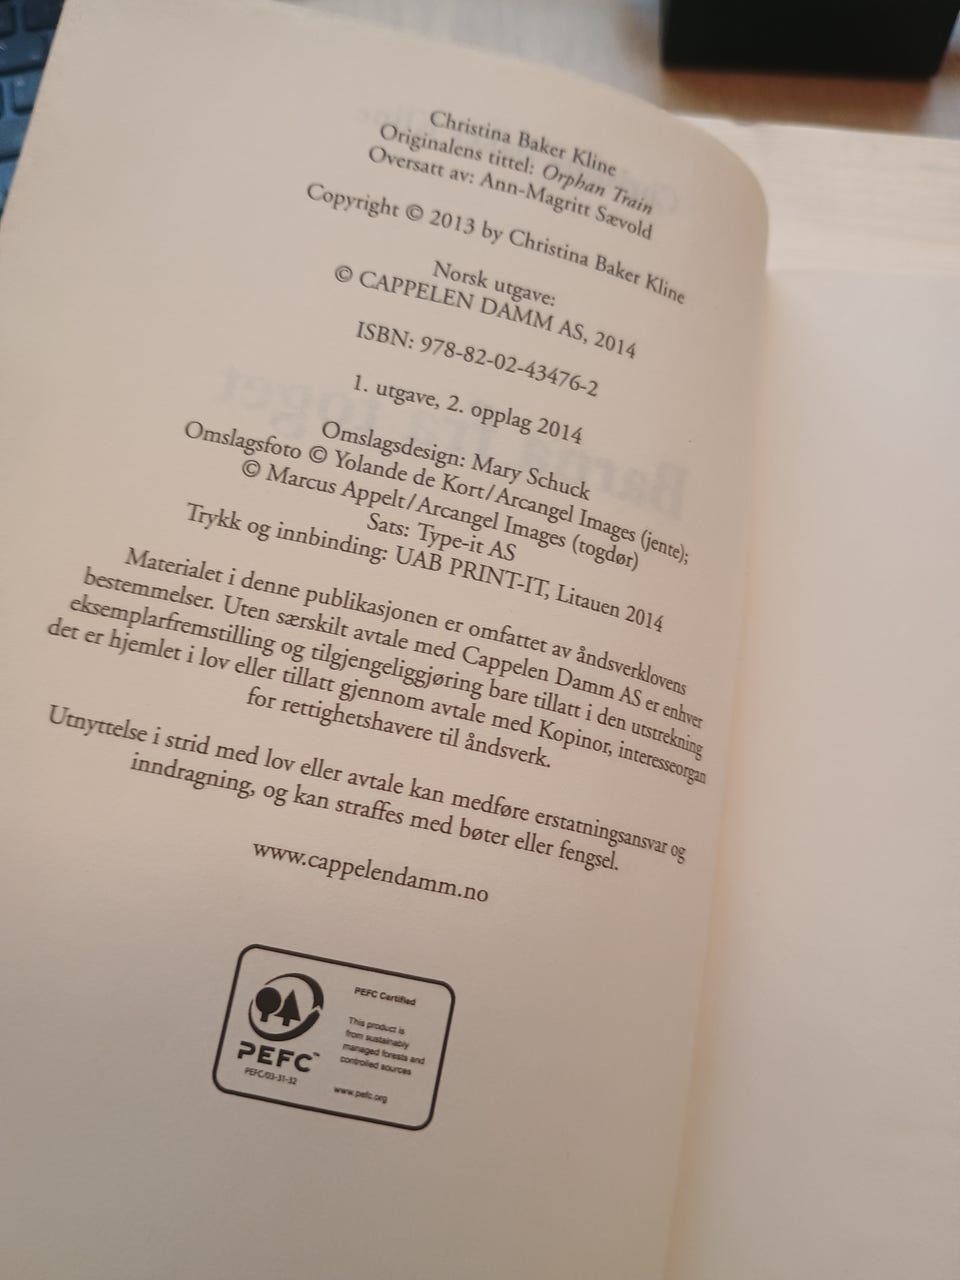 Christina Baker Kline
Originalens tittel: Orphan Train
Oversatt av: Ann-Magritt Sævold
Copyright © 2013 by Christina Baker Kline
Norsk utgave:
© CAPPELEN DAMM AS, 2014
ISBN: 978-82-02-43476-2
1. utgave, 2. opplag 2014
Omslagsdesign: Mary Schuck
Omslagsfoto © Yolande de Kort/Arcangel Images (jente);
© Marcus Appelt/Arcangel Images (togdør)
Sats: Type-it AS
Trykk og innbinding: UAB PRINT-IT, Litauen 2014
Materialet i denne publikasjonen er omfattet av åndsverklovens
bestemmelser. Uten særskilt avtale med Cappelen Damm AS er enhver
eksemplarfremstilling og tilgjengeliggjøring bare tillatt i den utstrekning
det er hjemlet i lov eller tillatt gjennom avtale med Kopinor, interesseorgan
for rettighetshavere til åndsverk.
Utnyttelse i strid med lov eller avtale kan medføre erstatningsansvar og
inndragning, og kan straffes med bøter eller fengsel.
www.cappelendamm.no
PEFC™
PEFC/03-31-32
PEFC Certified
This product is
from sustainably
managed forests and
controlled sources
www.pefc.org